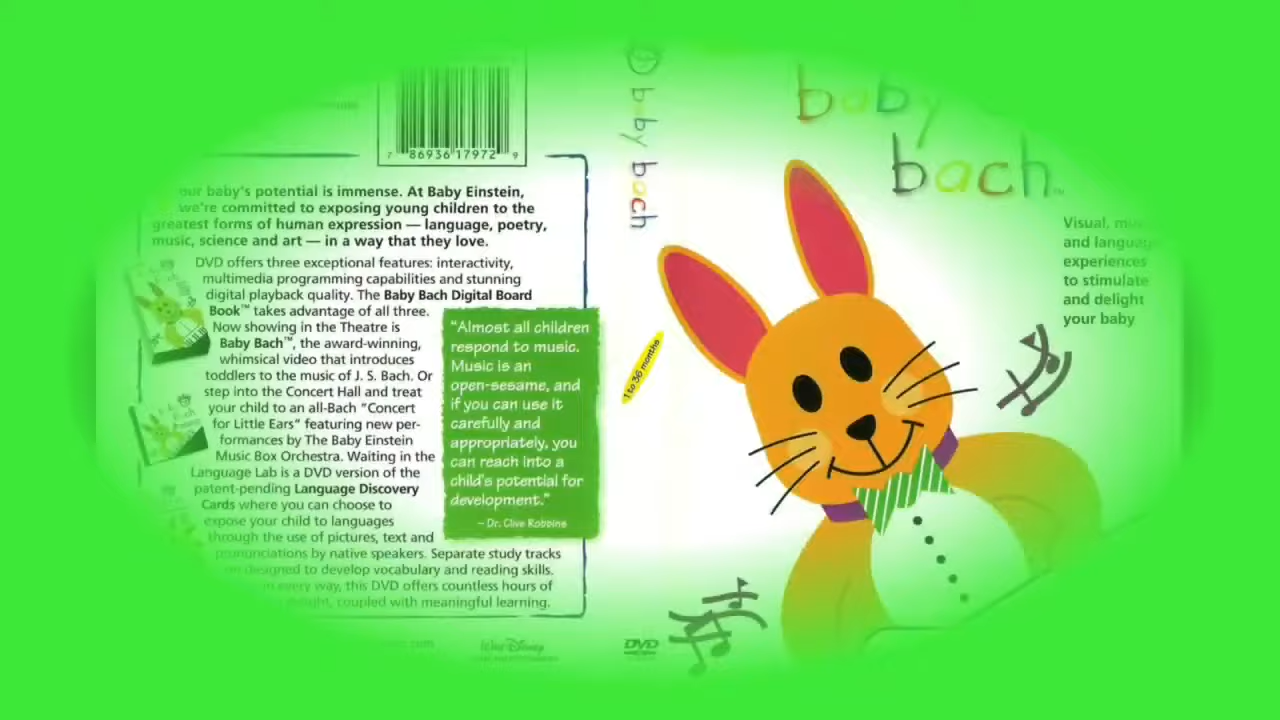 7 86936 17972 9
our baby's potential is immense. At Baby Einstein,
we're committed to exposing young children to the
greatest forms of human expression — language, poetry,
music, science and art — in a way that they love.
DVD offers three exceptional features: interactivity,
multimedia programming capabilities and stunning
digital playback quality. The Baby Bach Digital Board
Book™ takes advantage of all three.
Now showing in the Theatre is
Baby Bach™, the award-winning,
whimsical video that introduces
toddlers to the music of J. S. Bach. Or
step into the Concert Hall and treat
your child to an all-Bach "Concert
for Little Ears" featuring new per-
formances by The Baby Einstein
Music Box Orchestra. Waiting in the
Language Lab is a DVD version of the
patent-pending Language Discovery
Cards where you can choose to
expose your child to languages
through the use of pictures, text and
pronunciations by native speakers. Separate study tracks
designed to develop vocabulary and reading skills.
in every way, this DVD offers countless hours of
coupled with meaningful learning.
"Almost all children
respond to music.
Music is an
open-sesame, and
if you can use it
carefully and
appropriately, you
can reach into a
child's potential for
development."
– Dr. Clive Robbins
Walt Disney
baby bach
DVD
1 to 36 months
baby
bach™
Visual,
and language
experiences
to stimulate
and delight
your baby